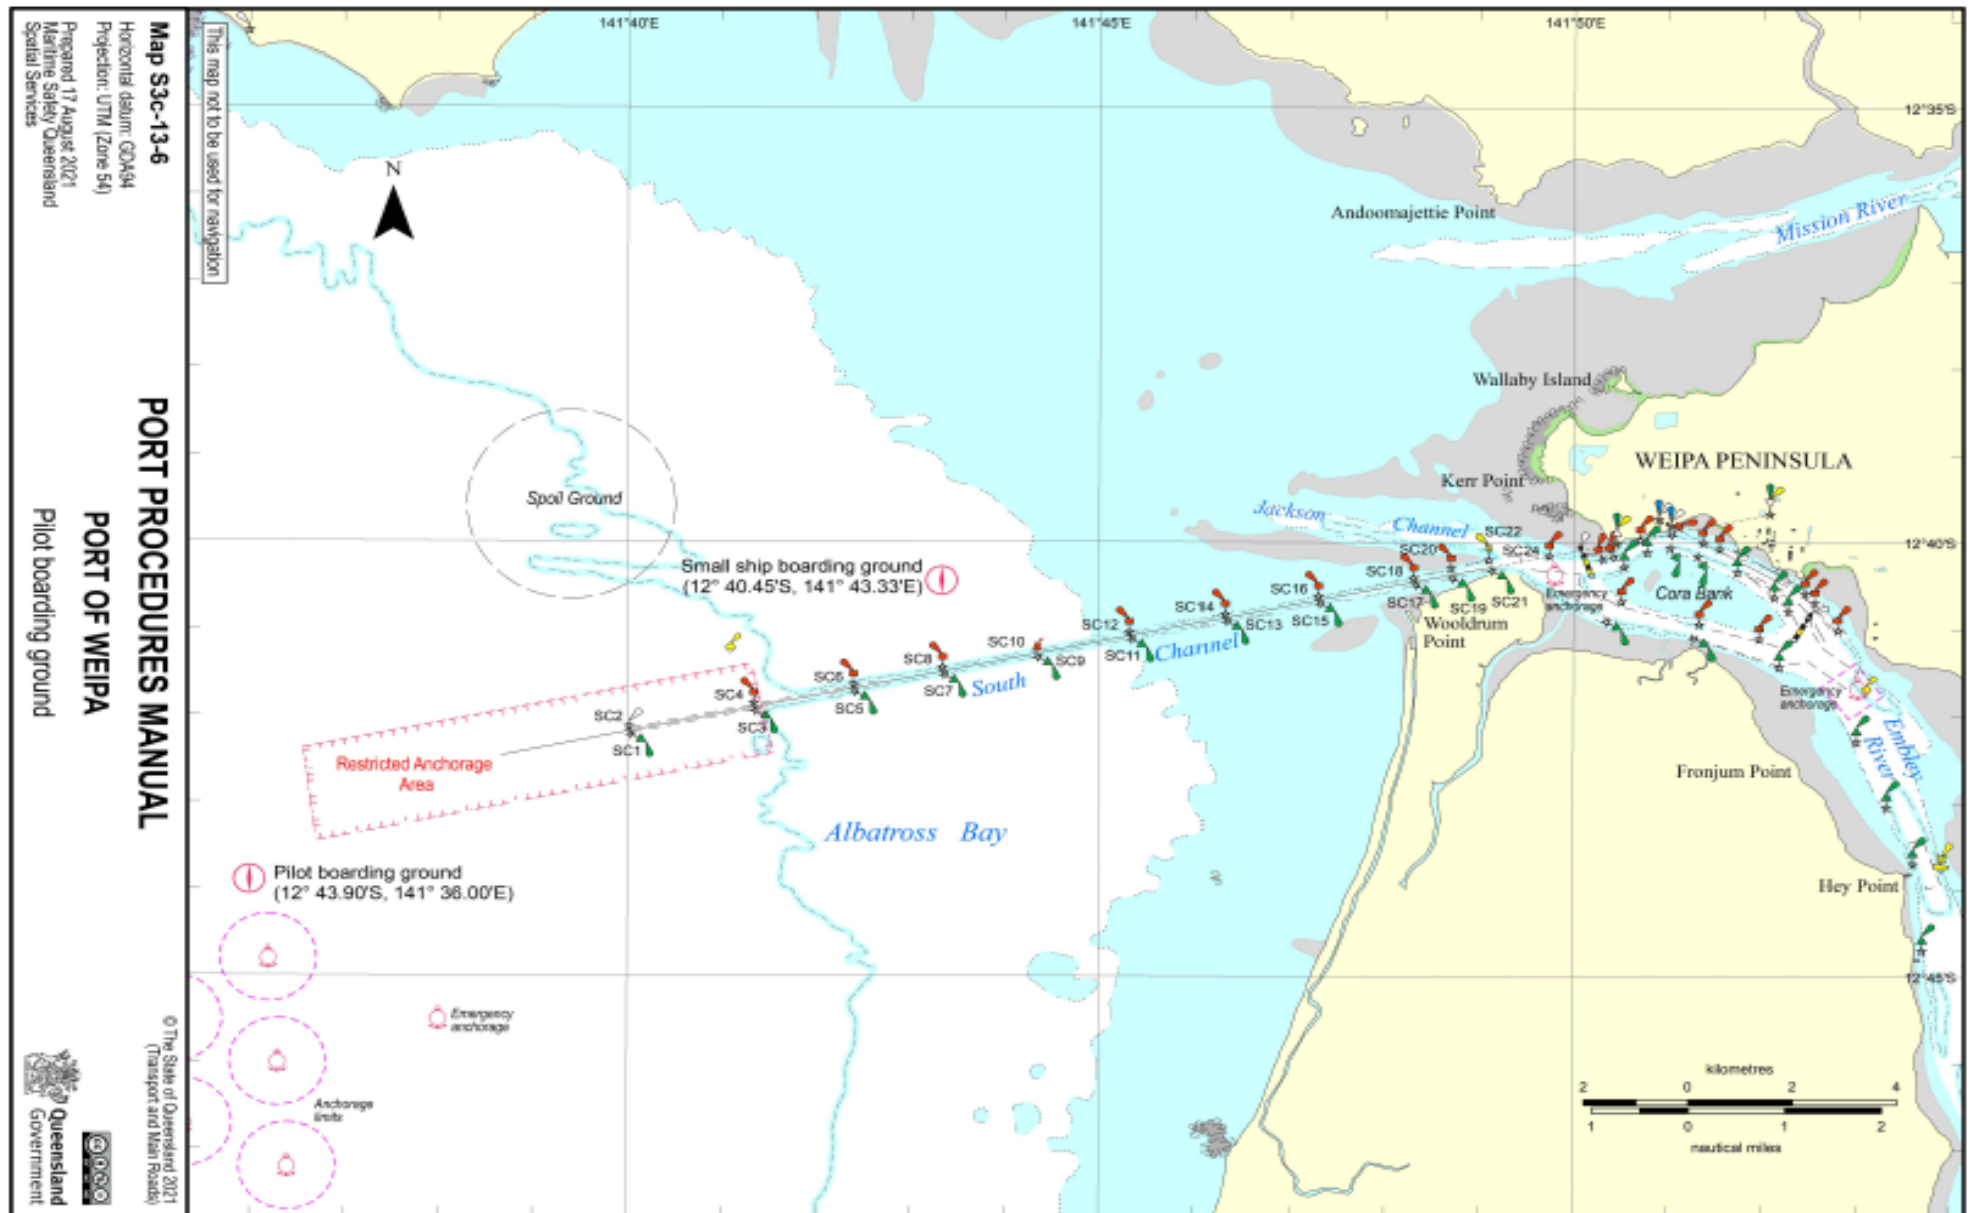 Map S3c-13-6
Horizontal datum: GDA94
Projection: UTM (Zone 54)
Prepared 17 August 2021
Maritime Safety Queensland
Spatial Services
This map not to be used for navigation
PORT PROCEDURES MANUAL
PORT OF WEIPA
Pilot boarding ground
© The State of Queensland 2021
(Transport and Main Roads)
Queensland
Government
141°40'E
141°45'E
141°50'E
12°35'S
N
Andoomajettie Point
Mission River
Wallaby Island
WEIPA PENINSULA
Kerr Point
Spoil Ground
Jackson
Channel
SC22
SC24
12°40'S
SC20
Small ship boarding ground
(12° 40.45'S, 141° 43.33'E)
SC18
SC16
SC14
SC12
SC10
SC8
SC6
SC4
SC2
SC21
SC19
SC17
SC15
SC13
SC11
SC9
SC7
SC5
SC3
SC1
Emergency
anchorage
Cora Bank
Wooldrum
Point
Channel
South
Emergency
anchorage
Embley
River
Restricted Anchorage
Area
Fronjum Point
Albatross Bay
Pilot boarding ground
(12° 43.90'S, 141° 36.00'E)
Hey Point
12°45'S
Emergency
anchorage
Anchorage
limits
kilometres
2 0 2 4
1 0 1 2
nautical miles